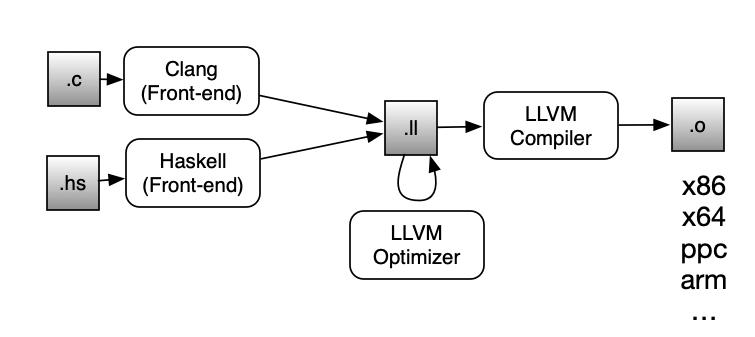 .c
Clang
(Front-end)
.hs
Haskell
(Front-end)
.ll
LLVM
Optimizer
LLVM
Compiler
.o
x86
x64
ppc
arm
...